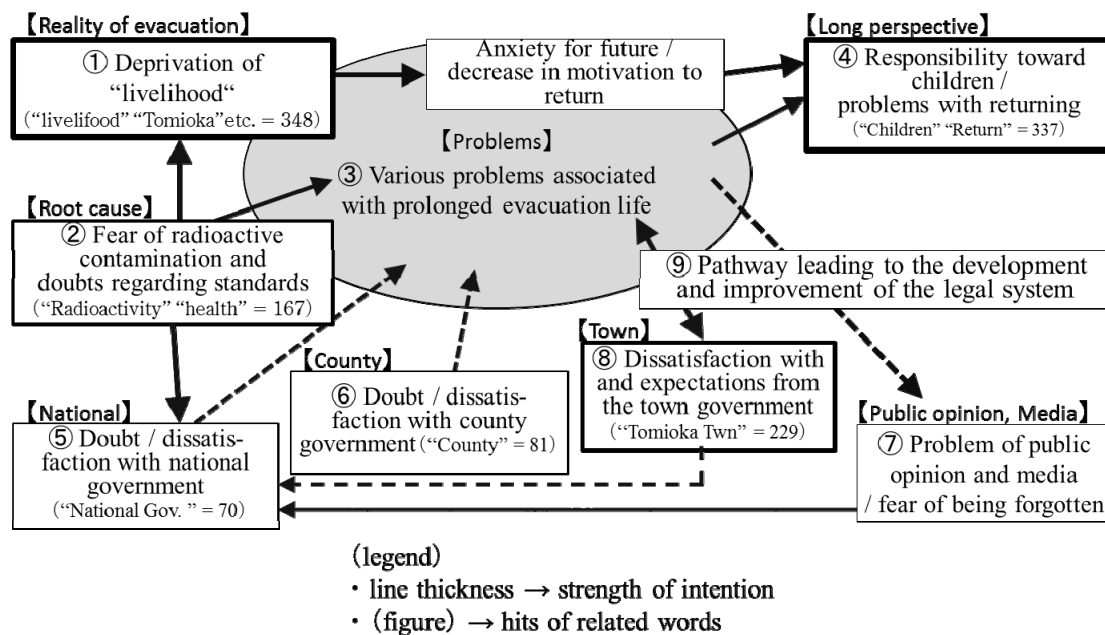 【Reality of evacuation】
① Deprivation of
“livelihood“
(“livelifood” “Tomioka”etc. = 348)
Anxiety for future /
decrease in motivation to
return
【Long perspective】
④ Responsibility toward
children /
problems with returning
(“Children” “Return” = 337)
【Problems】
③ Various problems associated
with prolonged evacuation life
【Root cause】
② Fear of radioactive
contamination and
doubts regarding standards
(“Radioactivity” “health” = 167)
⑨ Pathway leading to the development
and improvement of the legal system
【National】
⑤ Doubt / dissatis-
faction with national
government
(“National Gov. ” = 70)
【County】
⑥ Doubt / dissatis-
faction with county
government (“County” = 81)
【Town】
⑧ Dissatisfaction with
and expectations from
the town government
(“Tomioka Twn” = 229)
【Public opinion, Media】
⑦ Problem of public
opinion and media
/ fear of being forgotten
(legend)
・ line thickness → strength of intention
・ (figure) → hits of related words